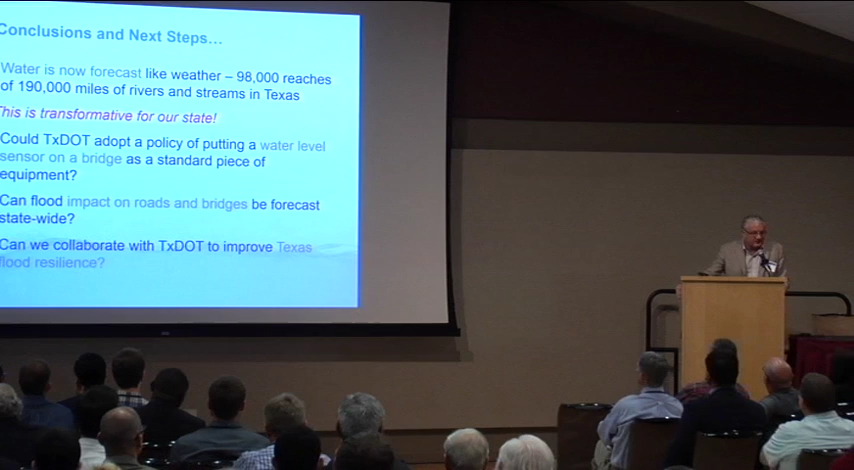 Conclusions and Next Steps...
Water is now forecast like weather – 98,000 reaches
of 190,000 miles of rivers and streams in Texas
This is transformative for our state!
Could TxDOT adopt a policy of putting a water level
sensor on a bridge as a standard piece of
equipment?
Can flood impact on roads and bridges be forecast
state-wide?
Can we collaborate with TxDOT to improve Texas
flood resilience?